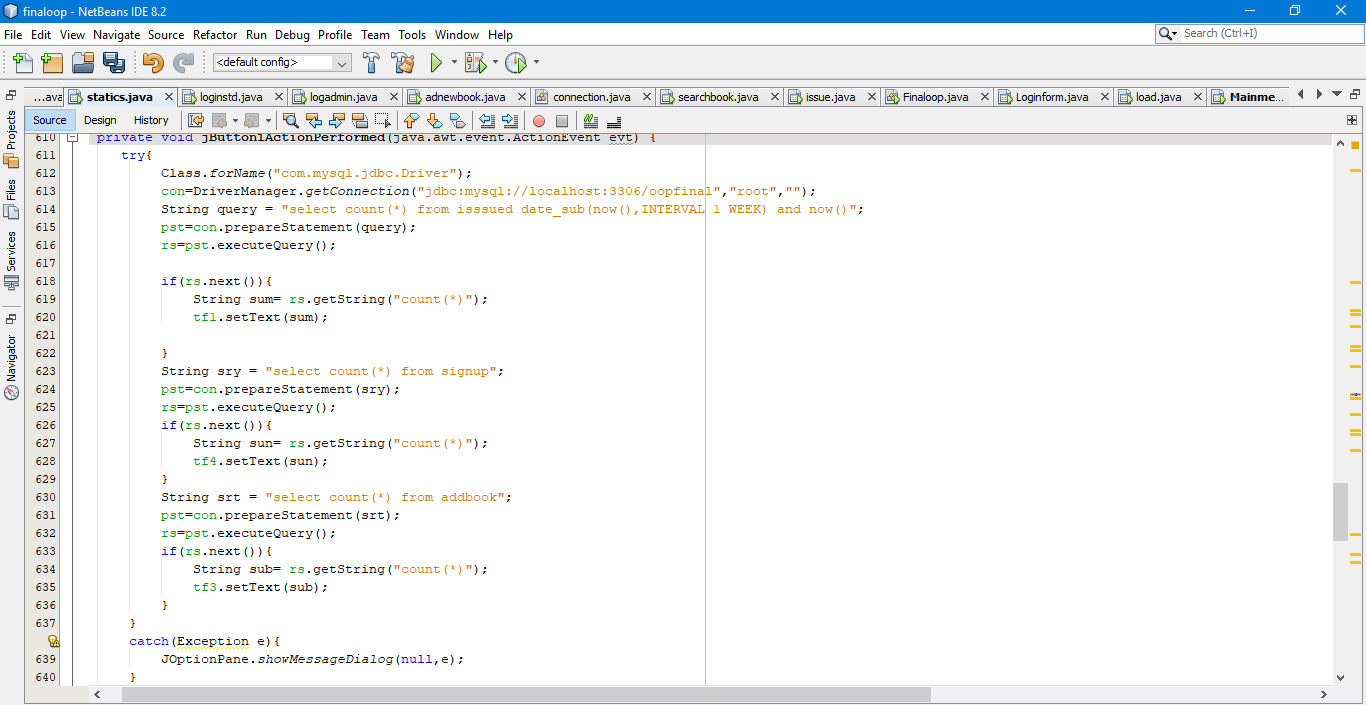 finaloop - NetBeans IDE 8.2
File Edit View Navigate Source Refactor Run Debug Profile Team Tools Window Help
Search (Ctrl+I)
<default config>
...ava statics.java loginstd.java logadmin.java adnewbook.java connection.java searchbook.java issue.java Finaloop.java Loginform.java load.java Mainme...
Source Design History
Projects
Files
Services
Navigator
610 private void jButton1ActionPerformed(java.awt.event.ActionEvent evt) {
611 try{
612 Class.forName("com.mysql.jdbc.Driver");
613 con=DriverManager.getConnection("jdbc:mysql://localhost:3306/oopfinal","root","");
614 String query = "select count(*) from isssued date_sub(now(),INTERVAL 1 WEEK) and now()";
615 pst=con.prepareStatement(query);
616 rs=pst.executeQuery();
617
618 if(rs.next()){
619 String sum= rs.getString("count(*)");
620 tf1.setText(sum);
621
622 }
623 String sry = "select count(*) from signup";
624 pst=con.prepareStatement(sry);
625 rs=pst.executeQuery();
626 if(rs.next()){
627 String sun= rs.getString("count(*)");
628 tf4.setText(sun);
629 }
630 String srt = "select count(*) from addbook";
631 pst=con.prepareStatement(srt);
632 rs=pst.executeQuery();
633 if(rs.next()){
634 String sub= rs.getString("count(*)");
635 tf3.setText(sub);
636 }
637 }
catch(Exception e){
639 JOptionPane.showMessageDialog(null,e);
640 }